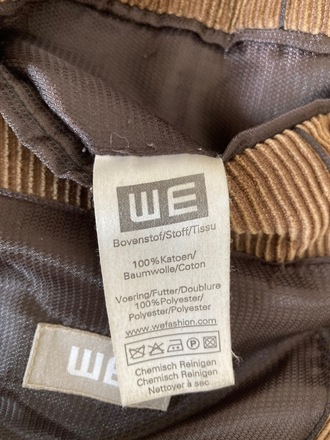 WE
Bovenstof/Stoff/Tissu
100%Katoen/
Baumwolle/Coton
Voering/Futter/Doublure
100%Polyester/
Polyester/Polyester
www.wefashion.com
Chemisch Reinigen
Chemisch Reinigen
Nettoyer à sec
WE